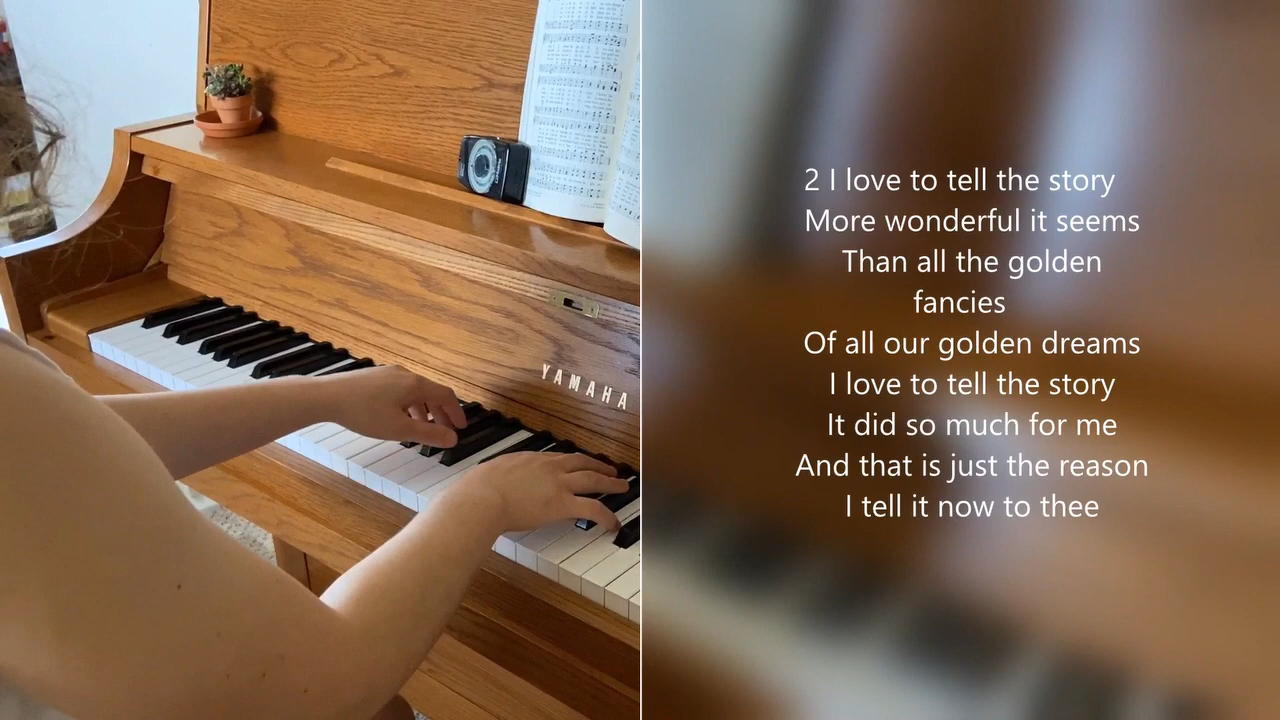 YAMAHA
2 I love to tell the story
More wonderful it seems
Than all the golden
fancies
Of all our golden dreams
I love to tell the story
It did so much for me
And that is just the reason
I tell it now to thee